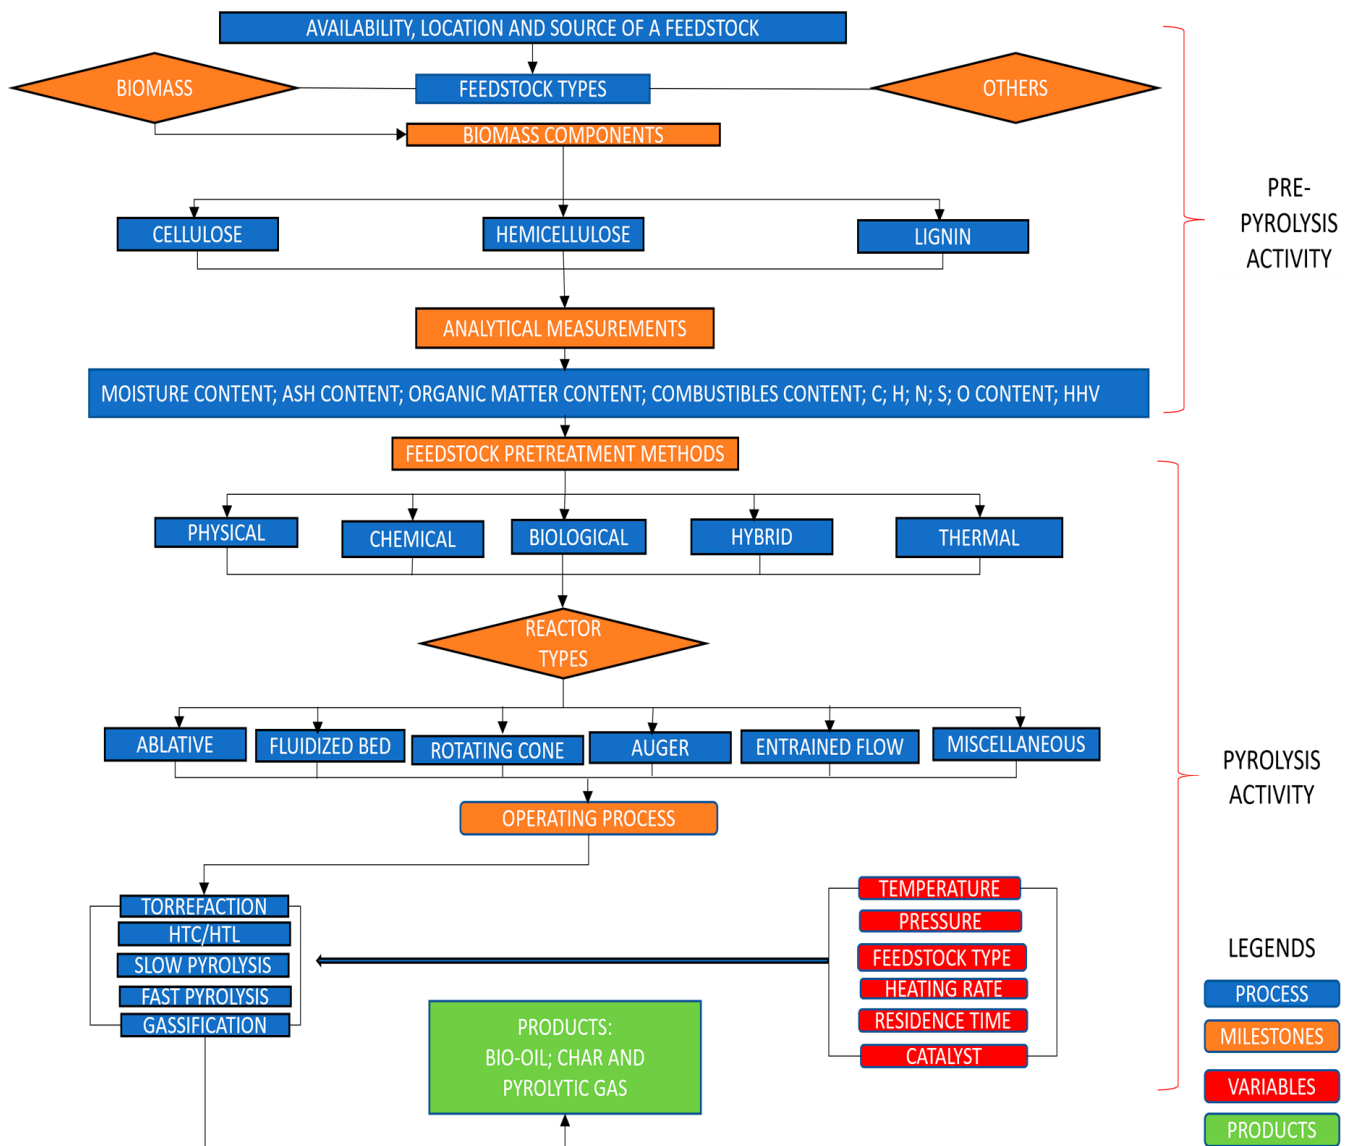 AVAILABILITY, LOCATION AND SOURCE OF A FEEDSTOCK
BIOMASS
FEEDSTOCK TYPES
OTHERS
BIOMASS COMPONENTS
CELLULOSE
HEMICELLULOSE
LIGNIN
PRE-
PYROLYSIS
ACTIVITY
ANALYTICAL MEASUREMENTS
MOISTURE CONTENT; ASH CONTENT; ORGANIC MATTER CONTENT; COMBUSTIBLES CONTENT; C; H; N; S; O CONTENT; HHV
FEEDSTOCK PRETREATMENT METHODS
PHYSICAL
CHEMICAL
BIOLOGICAL
HYBRID
THERMAL
REACTOR
TYPES
ABLATIVE
FLUIDIZED BED
ROTATING CONE
AUGER
ENTRAINED FLOW
MISCELLANEOUS
PYROLYSIS
ACTIVITY
OPERATING PROCESS
TORREFACTION
HTC/HTL
SLOW PYROLYSIS
FAST PYROLYSIS
GASSIFICATION
TEMPERATURE
PRESSURE
FEEDSTOCK TYPE
HEATING RATE
RESIDENCE TIME
CATALYST
PRODUCTS:
BIO-OIL; CHAR AND
PYROLYTIC GAS
LEGENDS
PROCESS
MILESTONES
VARIABLES
PRODUCTS